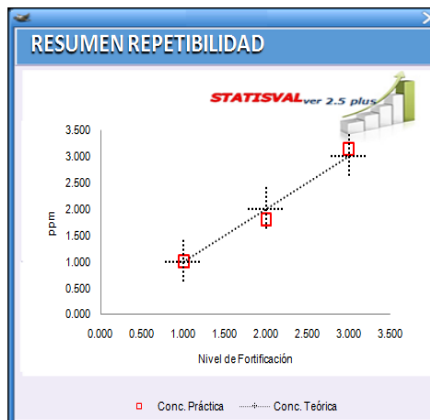 RESUMEN REPETIBILIDAD
STATISVAL ver 2.5 plus
3.500
3.000
2.500
2.000
1.500
1.000
0.500
0.000
ppm
0.000 0.500 1.000 1.500 2.000 2.500 3.000 3.500
Nivel de Fortificación
Conc. Práctica Conc. Teórica